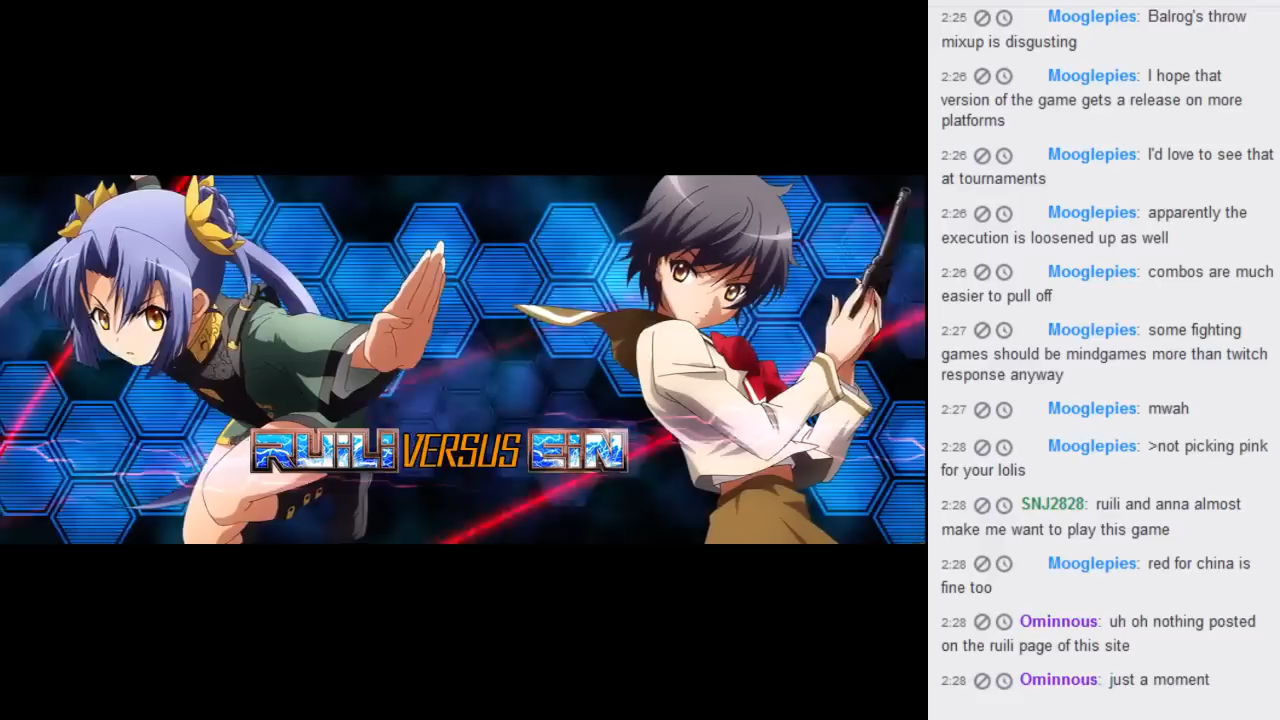 RUILI VERSUS EIN
2:25 Mooglepies: Balrog's throw
mixup is disgusting
2:26 Mooglepies: I hope that
version of the game gets a release on more
platforms
2:26 Mooglepies: I'd love to see that
at tournaments
2:26 Mooglepies: apparently the
execution is loosened up as well
2:26 Mooglepies: combos are much
easier to pull off
2:27 Mooglepies: some fighting
games should be mindgames more than twitch
response anyway
2:27 Mooglepies: mwah
2:28 Mooglepies: >not picking pink
for your lolis
2:28 SNJ2828: ruili and anna almost
make me want to play this game
2:28 Mooglepies: red for china is
fine too
2:28 Ominnous: uh oh nothing posted
on the ruili page of this site
2:28 Ominnous: just a moment